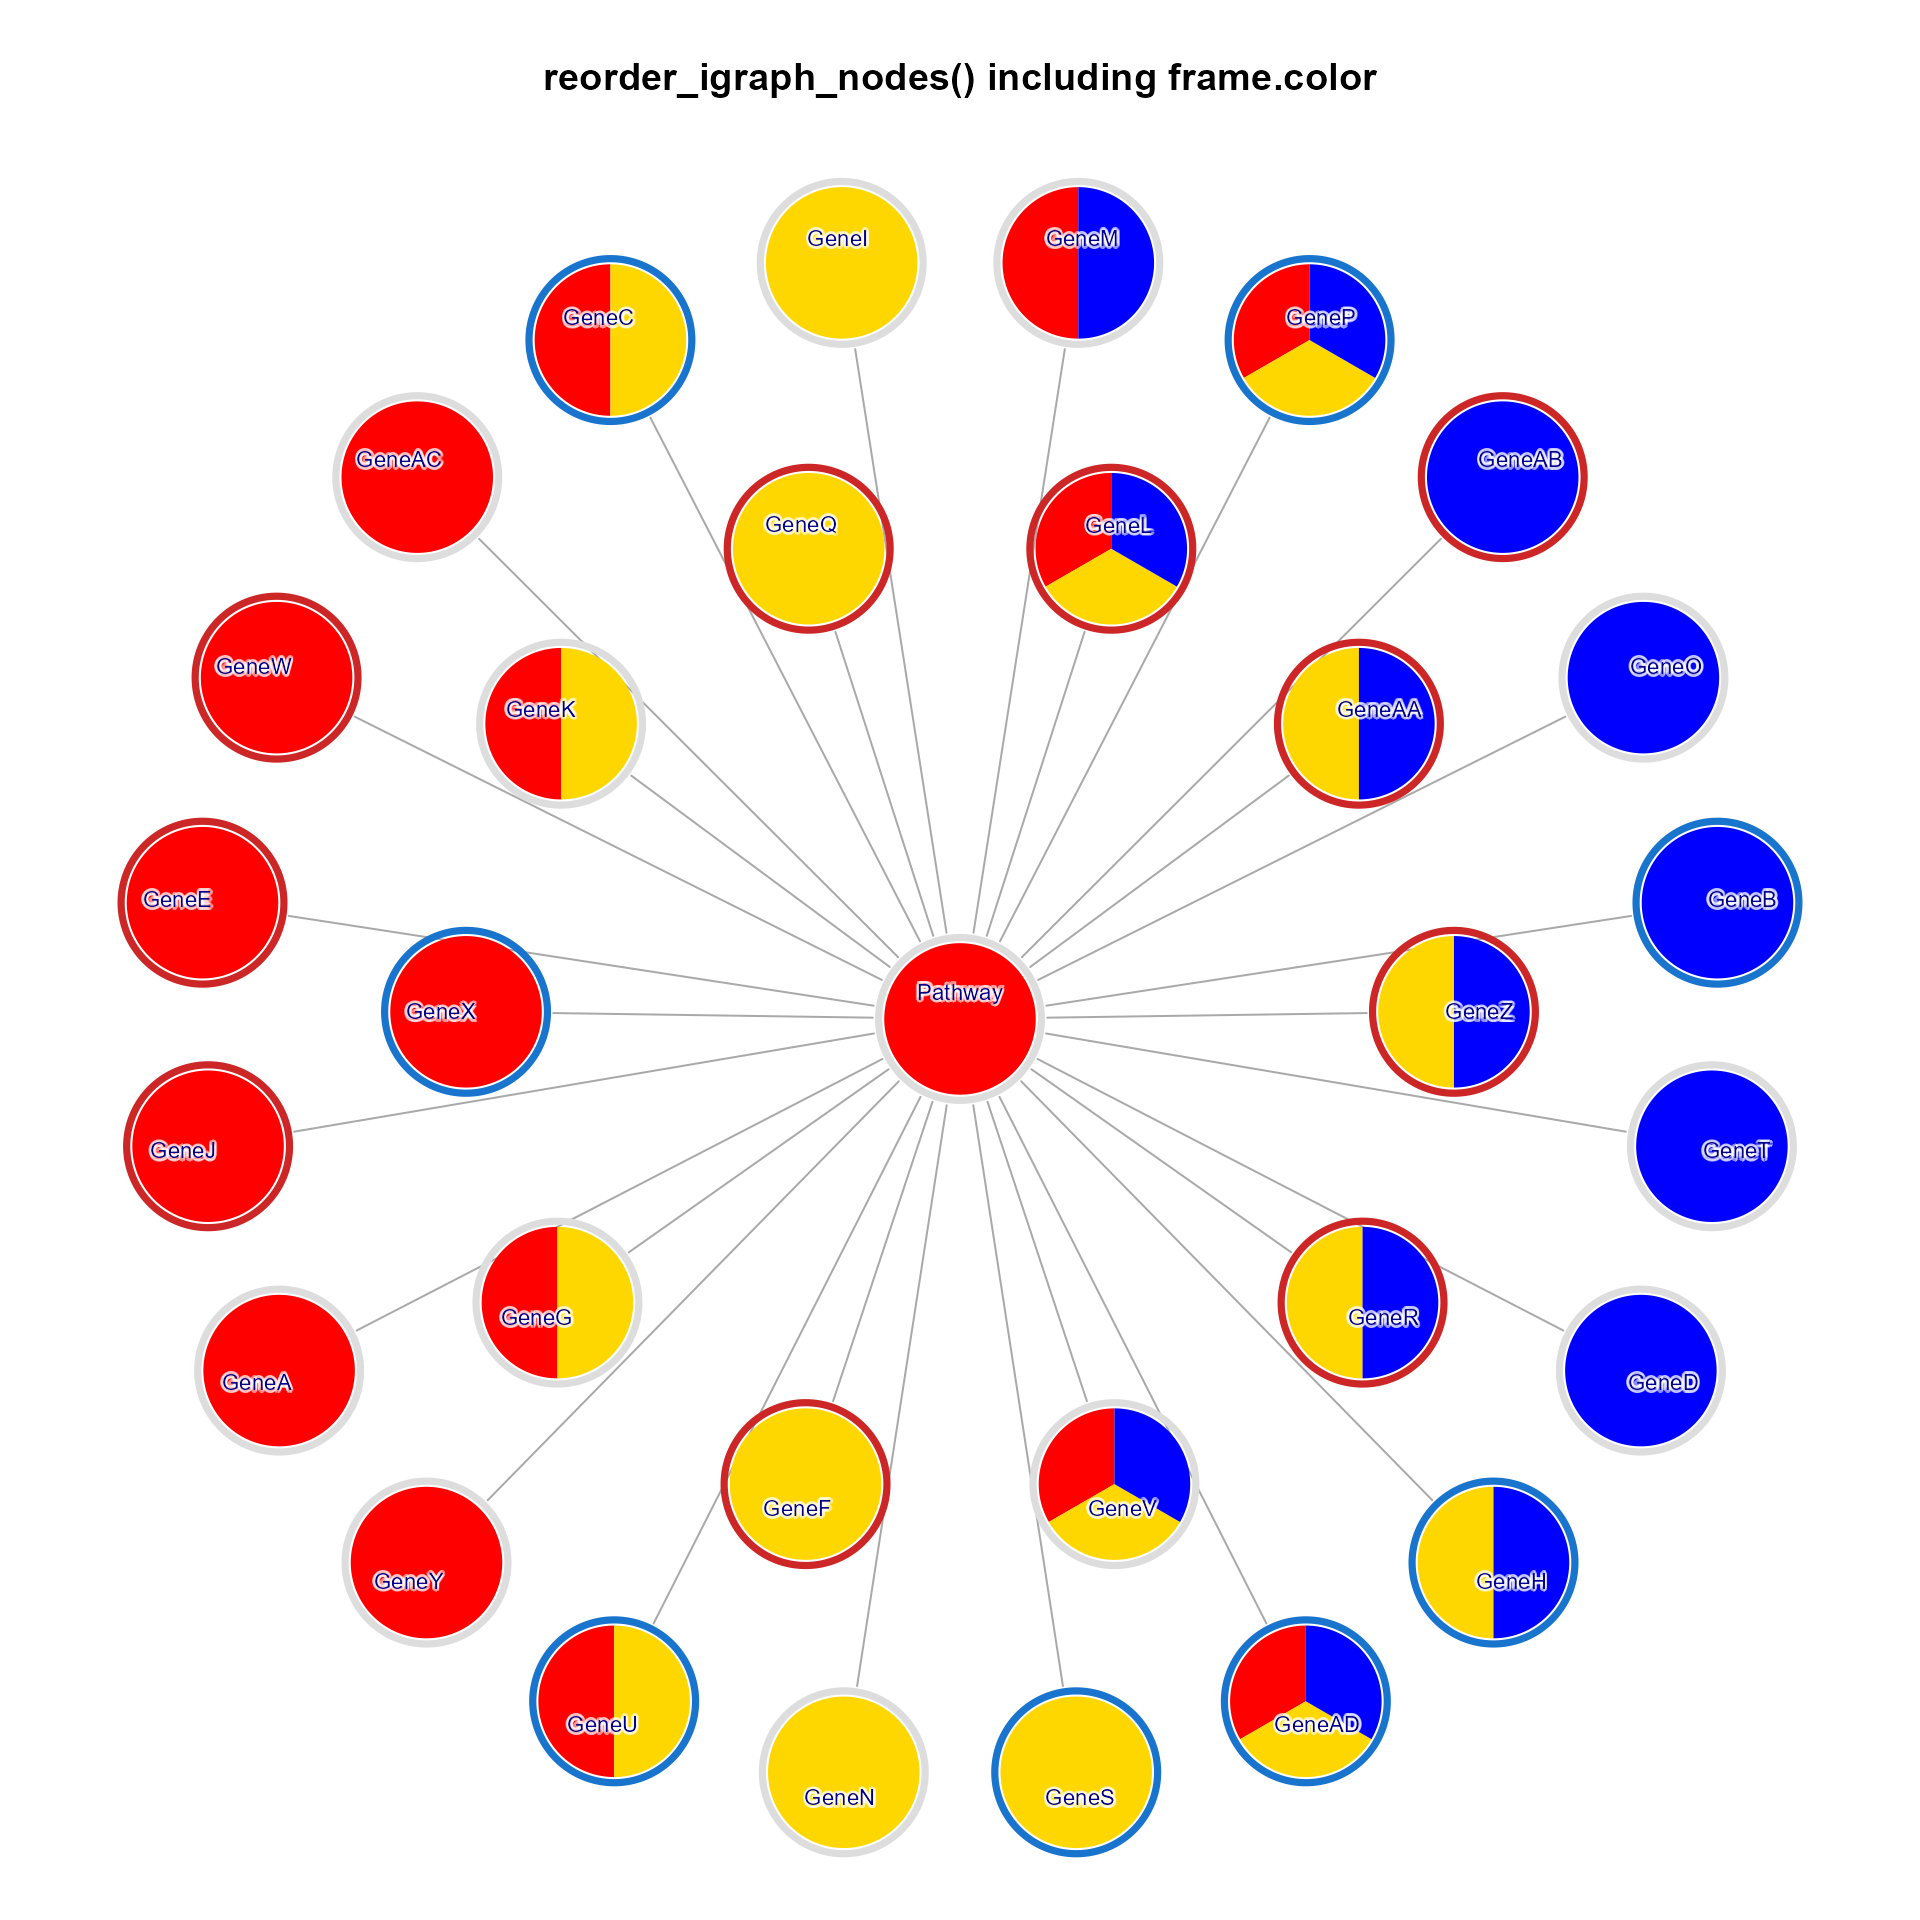 reorder_igraph_nodes() including frame.color
GeneI
GeneM
GeneC
GeneP
GeneAC
GeneAB
GeneQ
GeneL
GeneW
GeneO
GeneK
GeneAA
GeneE
GeneB
Pathway
GeneX
GeneZ
GeneJ
GeneT
GeneG
GeneR
GeneA
GeneD
GeneF
GeneV
GeneY
GeneH
GeneU
GeneAD
GeneN
GeneS